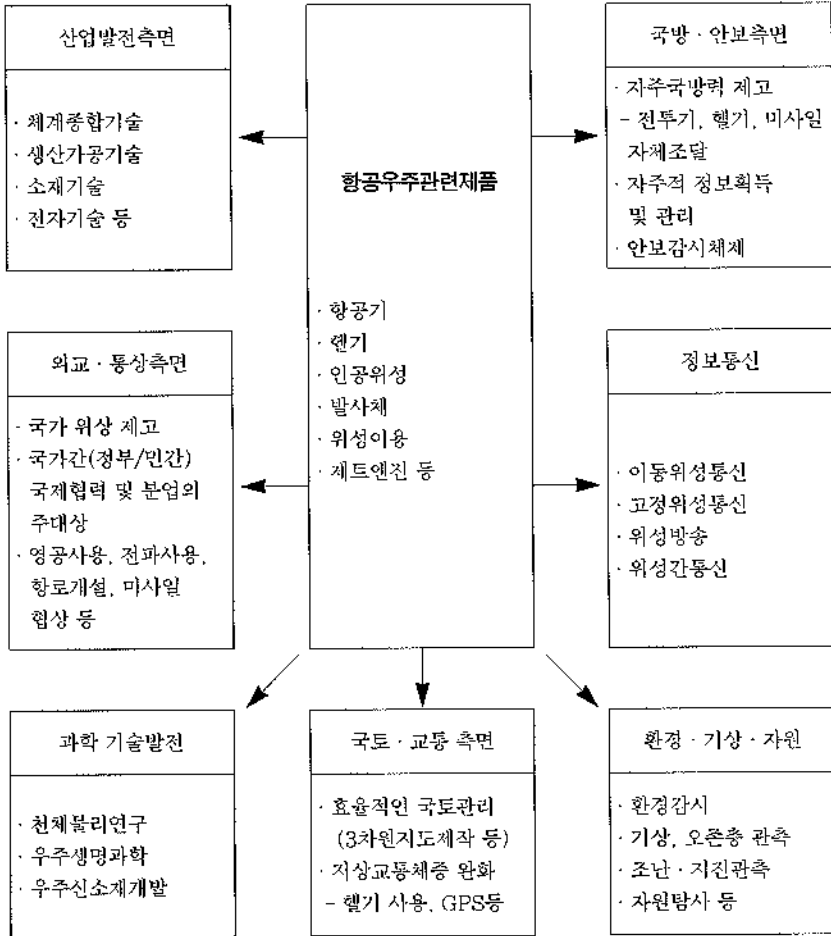 산업발전측면
· 체계종합기술
· 생산가공기술
· 소재기술
· 전자기술 등
항공우주관련제품
· 항공기
· 헬기
· 인공위성
· 발사체
· 위성이용
· 제트엔진 등
국방 · 안보측면
· 자주국방력 제고
- 전투기, 헬기, 미사일
자체조달
· 자주적 정보획득
및 관리
· 안보감시체제
외교 · 통상측면
· 국가 위상 제고
· 국가간(정부/민간)
국제협력 및 분업의
주대상
· 영공사용, 전파사용,
항로개설, 미사일
협상 등
정보통신
· 이동위성통신
· 고정위성통신
· 위성방송
· 위성간통신
과학 기술발전
· 천체물리연구
· 우주생명과학
· 우주신소재개발
국토 · 교통 측면
· 효율적인 국토관리
(3차원지도제작 등)
· 지상교통체증 완화
- 헬기 사용, GPS등
환경 · 기상 · 자원
· 환경감시
· 기상, 오존층 관측
· 조난 · 지진관측
· 자원탐사 등